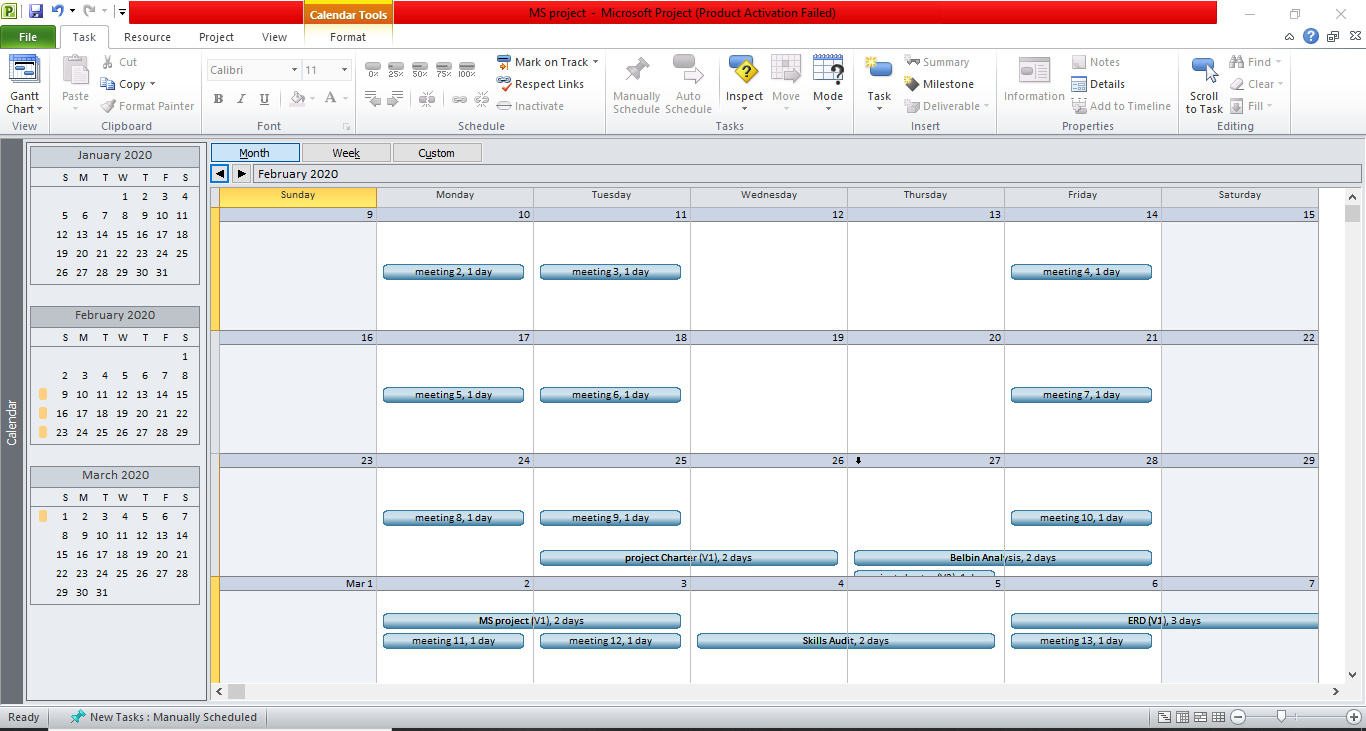 MS project - Microsoft Project (Product Activation Failed)
Calendar Tools
File Task Resource Project View Format
Gantt Chart
View
Paste
Cut
Copy
Format Painter
Clipboard
Calibri 11
B I U A
Font
0% 25% 50% 75% 100%
Mark on Track
Respect Links
Inactivate
Schedule
Manually Schedule
Auto Schedule
Inspect
Move
Mode
Tasks
Task
Summary
Milestone
Deliverable
Insert
Information
Notes
Details
Add to Timeline
Properties
Scroll to Task
Find
Clear
Fill
Editing
Calendar
January 2020
S M T W T F S
1 2 3 4
5 6 7 8 9 10 11
12 13 14 15 16 17 18
19 20 21 22 23 24 25
26 27 28 29 30 31
February 2020
S M T W T F S
1
2 3 4 5 6 7 8
9 10 11 12 13 14 15
16 17 18 19 20 21 22
23 24 25 26 27 28 29
March 2020
S M T W T F S
1 2 3 4 5 6 7
8 9 10 11 12 13 14
15 16 17 18 19 20 21
22 23 24 25 26 27 28
29 30 31
Month Week Custom
February 2020
Sunday Monday Tuesday Wednesday Thursday Friday Saturday
9 10 11 12 13 14 15
meeting 2, 1 day meeting 3, 1 day meeting 4, 1 day
16 17 18 19 20 21 22
meeting 5, 1 day meeting 6, 1 day meeting 7, 1 day
23 24 25 26 27 28 29
meeting 8, 1 day meeting 9, 1 day meeting 10, 1 day
project Charter (V1), 2 days Belbin Analysis, 2 days
Mar 1 2 3 4 5 6 7
MS project (V1), 2 days ERD (V1), 3 days
meeting 11, 1 day meeting 12, 1 day Skills Audit, 2 days meeting 13, 1 day
Ready New Tasks : Manually Scheduled